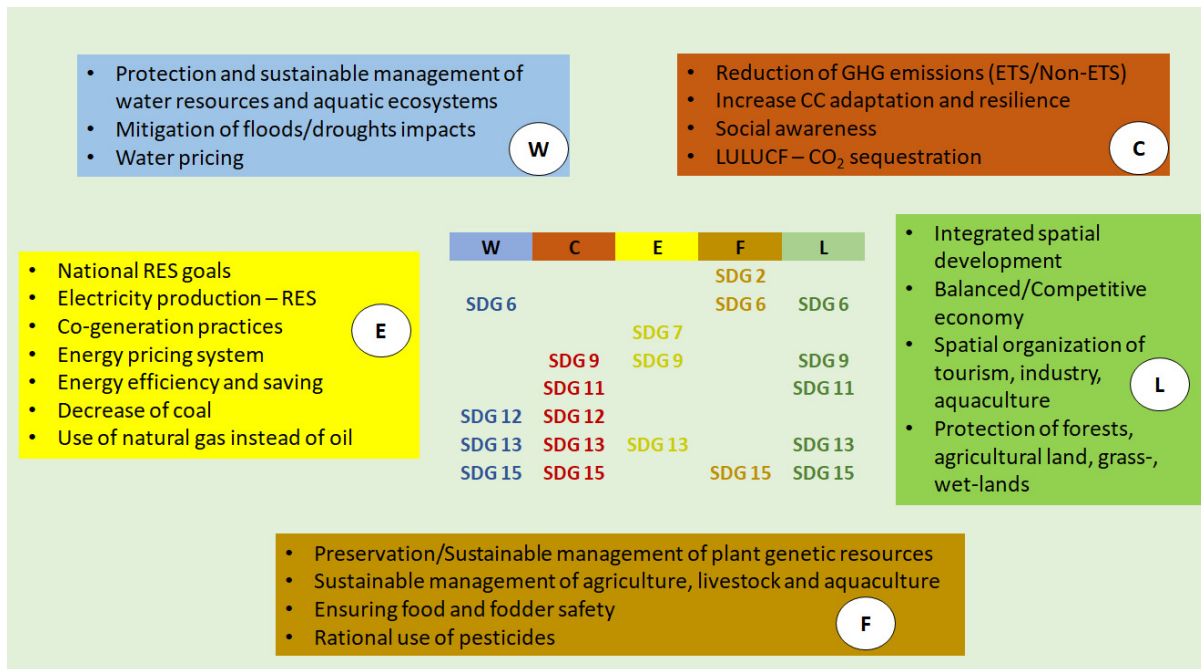 • Protection and sustainable management of
water resources and aquatic ecosystems
• Mitigation of floods/droughts impacts
• Water pricing
W
• Reduction of GHG emissions (ETS/Non-ETS)
• Increase CC adaptation and resilience
• Social awareness
• LULUCF – CO₂ sequestration
C
• National RES goals
• Electricity production – RES
• Co-generation practices
• Energy pricing system
• Energy efficiency and saving
• Decrease of coal
• Use of natural gas instead of oil
E
W C E F L
SDG 2
SDG 6 SDG 6 SDG 6
SDG 7
SDG 9 SDG 9 SDG 9
SDG 11 SDG 11
SDG 12 SDG 12
SDG 13 SDG 13 SDG 13 SDG 13
SDG 15 SDG 15 SDG 15 SDG 15
• Integrated spatial
development
• Balanced/Competitive
economy
• Spatial organization of
tourism, industry,
aquaculture
• Protection of forests,
agricultural land, grass-,
wet-lands
L
• Preservation/Sustainable management of plant genetic resources
• Sustainable management of agriculture, livestock and aquaculture
• Ensuring food and fodder safety
• Rational use of pesticides
F